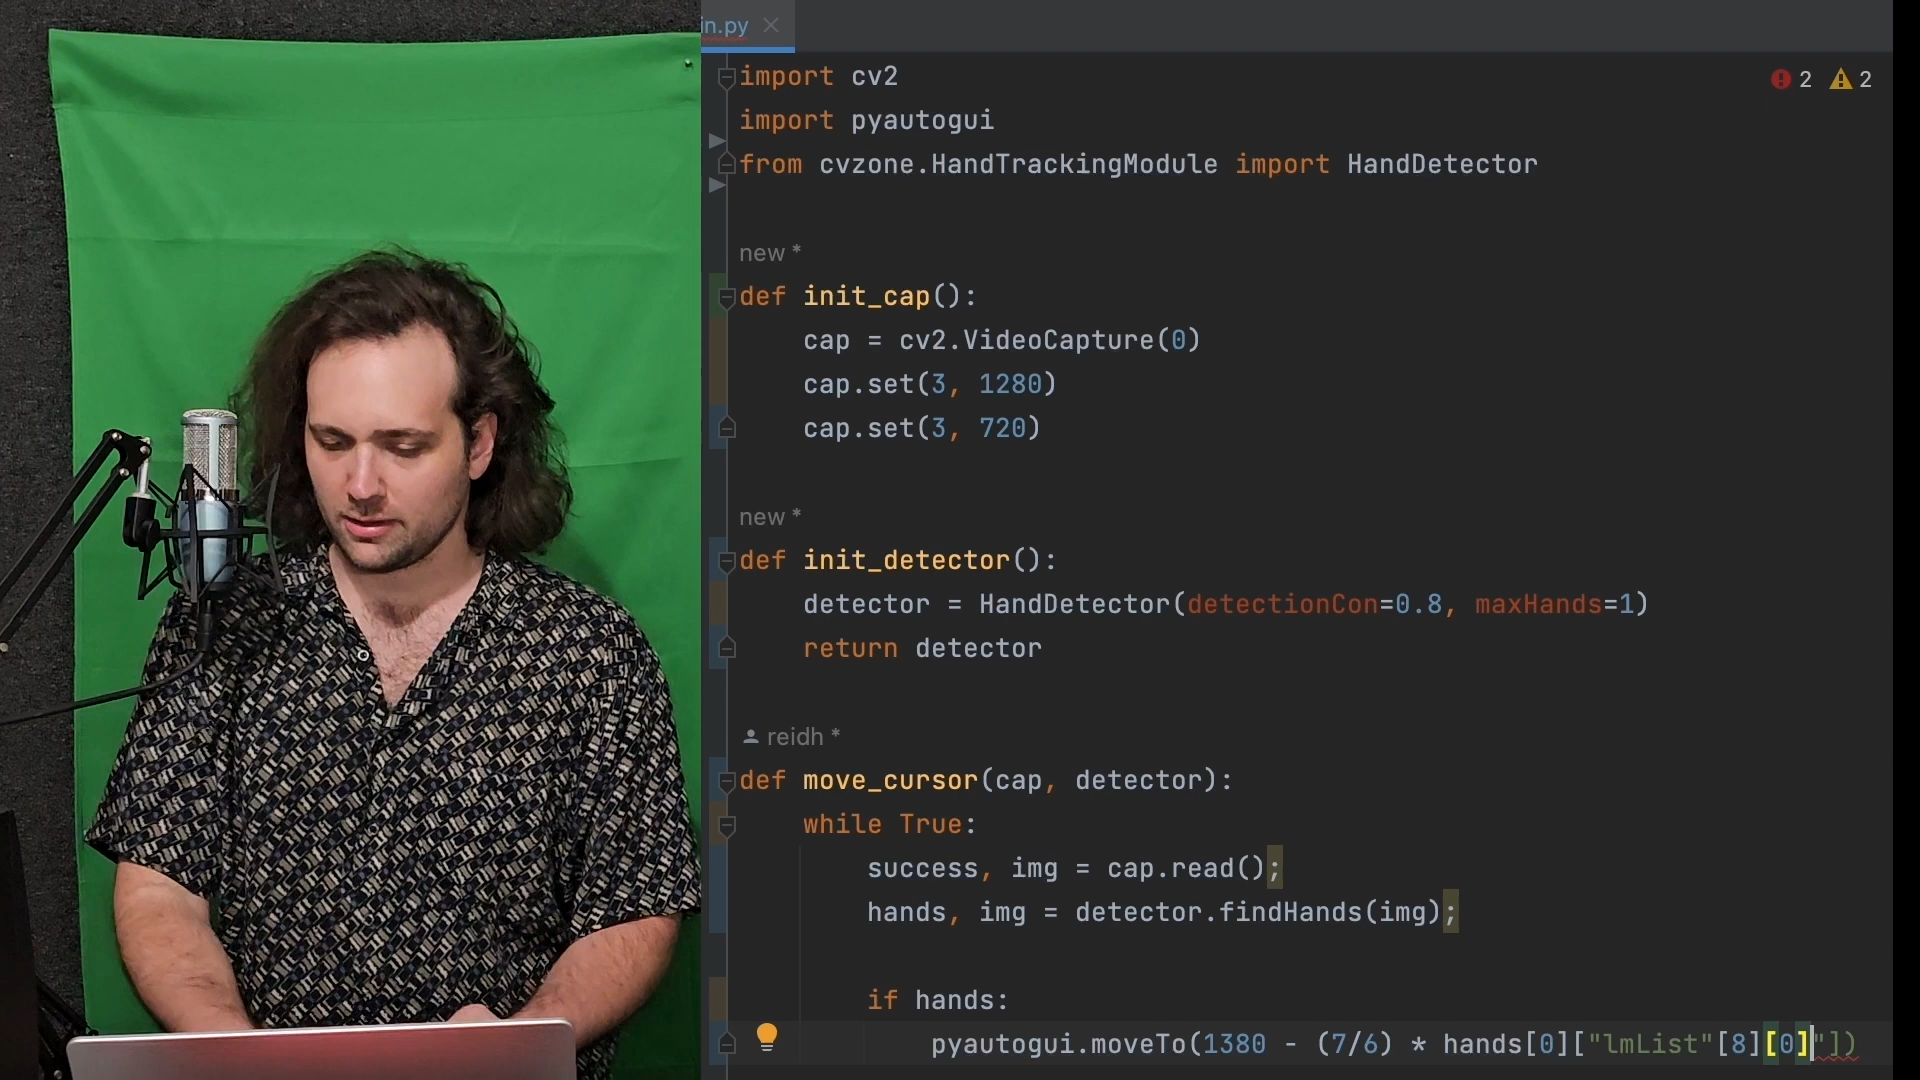 in.py
2 2
import cv2
import pyautogui
from cvzone.HandTrackingModule import HandDetector
new *
def init_cap():
cap = cv2.VideoCapture(0)
cap.set(3, 1280)
cap.set(3, 720)
new *
def init_detector():
detector = HandDetector(detectionCon=0.8, maxHands=1)
return detector
reidh *
def move_cursor(cap, detector):
while True:
success, img = cap.read();
hands, img = detector.findHands(img);
if hands:
pyautogui.moveTo(1380 - (7/6) * hands[0]["lmList"[8][0]"])